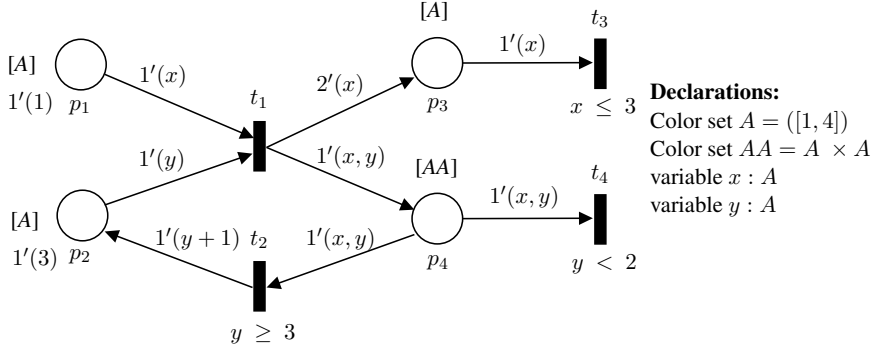 [A]
1′(1)
p₁
1′(x)
t₁
2′(x)
[A]
p₃
1′(x)
t₃
x ≤ 3
1′(y)
1′(x, y)
[AA]
[A]
1′(3)
p₂
1′(y + 1)
t₂
y ≥ 3
1′(x, y)
p₄
1′(x, y)
t₄
y < 2
Declarations:
Color set A = ([1, 4])
Color set AA = A × A
variable x : A
variable y : A